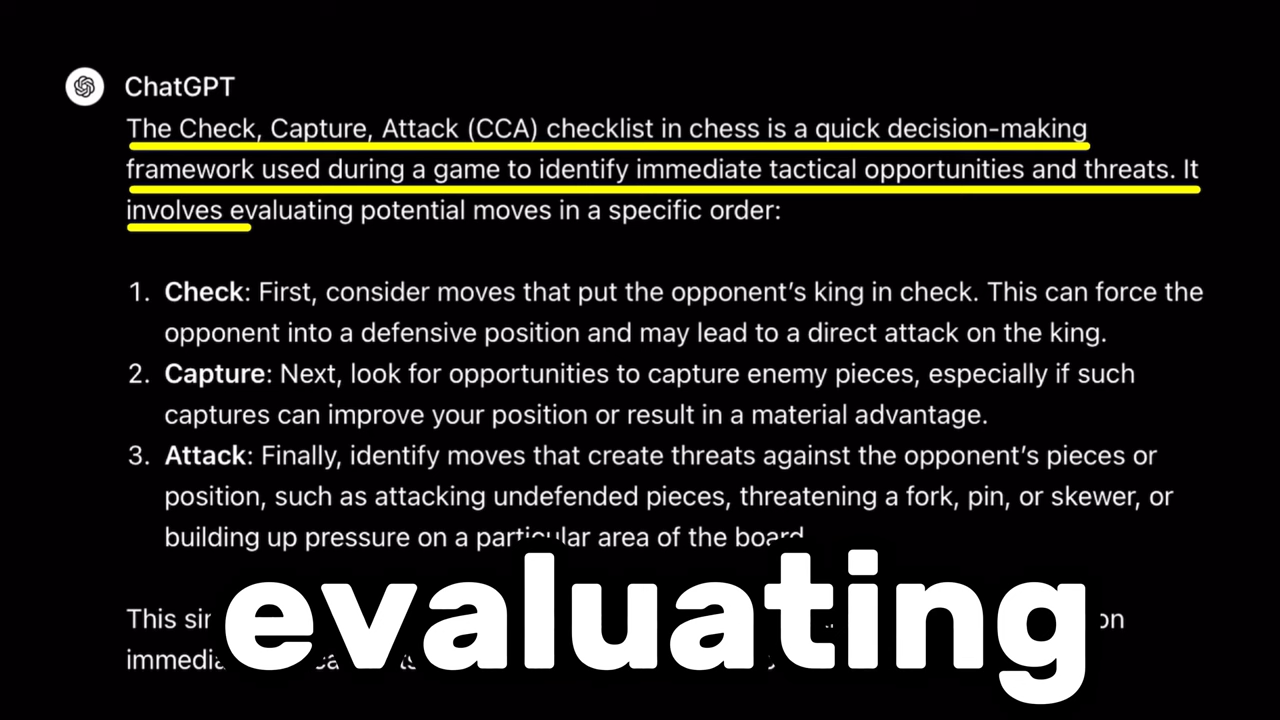 ChatGPT
The Check, Capture, Attack (CCA) checklist in chess is a quick decision-making
framework used during a game to identify immediate tactical opportunities and threats. It
involves evaluating potential moves in a specific order:
1. Check: First, consider moves that put the opponent's king in check. This can force the
opponent into a defensive position and may lead to a direct attack on the king.
2. Capture: Next, look for opportunities to capture enemy pieces, especially if such
captures can improve your position or result in a material advantage.
3. Attack: Finally, identify moves that create threats against the opponent's pieces or
position, such as attacking undefended pieces, threatening a fork, pin, or skewer, or
building up pressure on a particular area of the board
This
evaluating